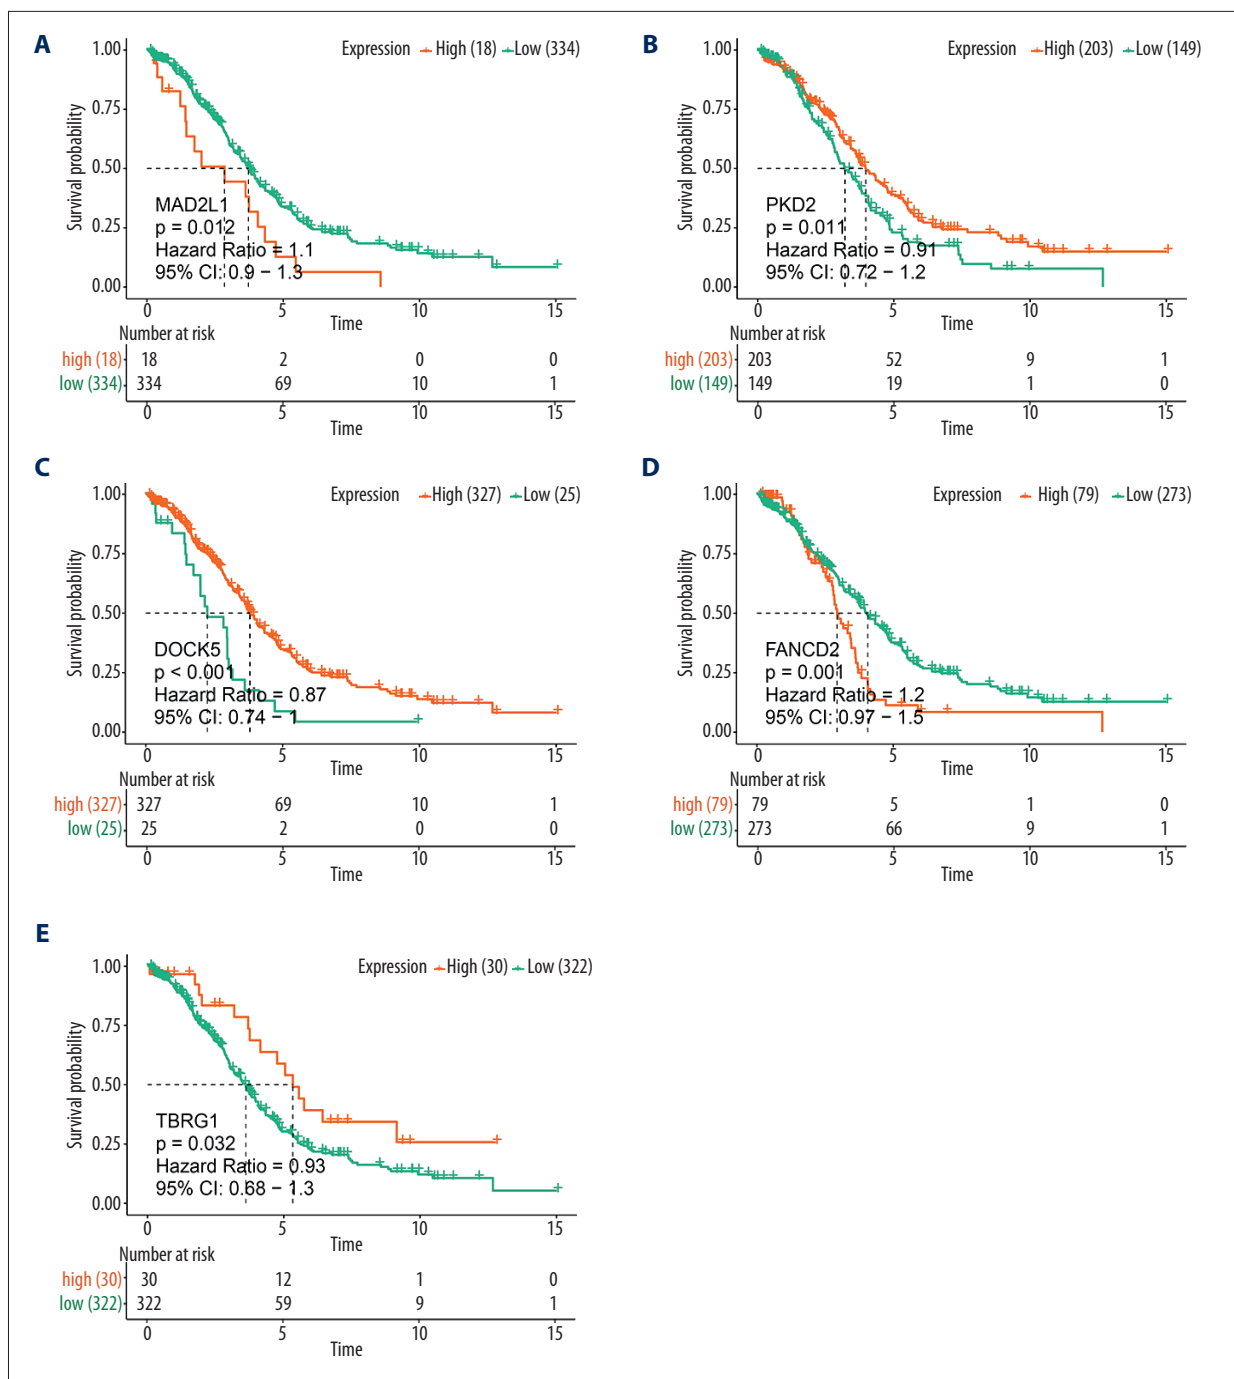 A
Expression High (18) Low (334)
1.00
0.75
0.50
0.25
0.00
Survival probability
MAD2L1
p = 0.012
Hazard Ratio = 1.1
95% CI: 0.9 – 1.3
0 5 10 15
Time
Number at risk
high (18) 18 2 0 0
low (334) 334 69 10 1
0 5 10 15
Time
B
Expression High (203) Low (149)
1.00
0.75
0.50
0.25
0.00
Survival probability
PKD2
p = 0.011
Hazard Ratio = 0.91
95% CI: 0.72 – 1.2
0 5 10 15
Time
Number at risk
high (203) 203 52 9 1
low (149) 149 19 1 0
0 5 10 15
Time
C
Expression High (327) Low (25)
1.00
0.75
0.50
0.25
0.00
Survival probability
DOCK5
p < 0.001
Hazard Ratio = 0.87
95% CI: 0.74 – 1
0 5 10 15
Time
Number at risk
high (327) 327 69 10 1
low (25) 25 2 0 0
0 5 10 15
Time
D
Expression High (79) Low (273)
1.00
0.75
0.50
0.25
0.00
Survival probability
FANCD2
p = 0.001
Hazard Ratio = 1.2
95% CI: 0.97 – 1.5
0 5 10 15
Time
Number at risk
high (79) 79 5 1 0
low (273) 273 66 9 1
0 5 10 15
Time
E
Expression High (30) Low (322)
1.00
0.75
0.50
0.25
0.00
Survival probability
TBRG1
p = 0.032
Hazard Ratio = 0.93
95% CI: 0.68 – 1.3
0 5 10 15
Time
Number at risk
high (30) 30 12 1 0
low (322) 322 59 9 1
0 5 10 15
Time